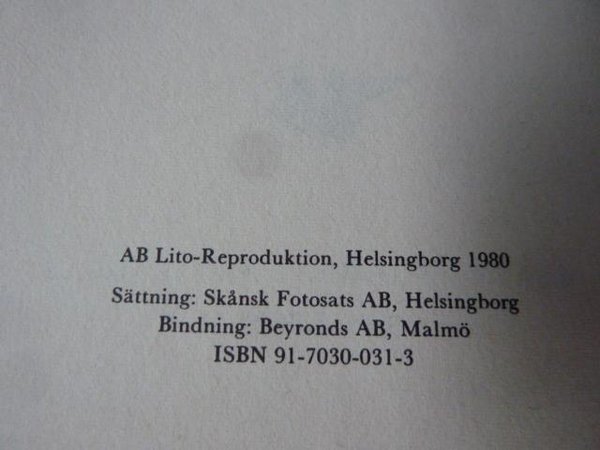 AB Lito-Reproduktion, Helsingborg 1980
Sättning: Skånsk Fotosats AB, Helsingborg
Bindning: Beyronds AB, Malmö
ISBN 91-7030-031-3